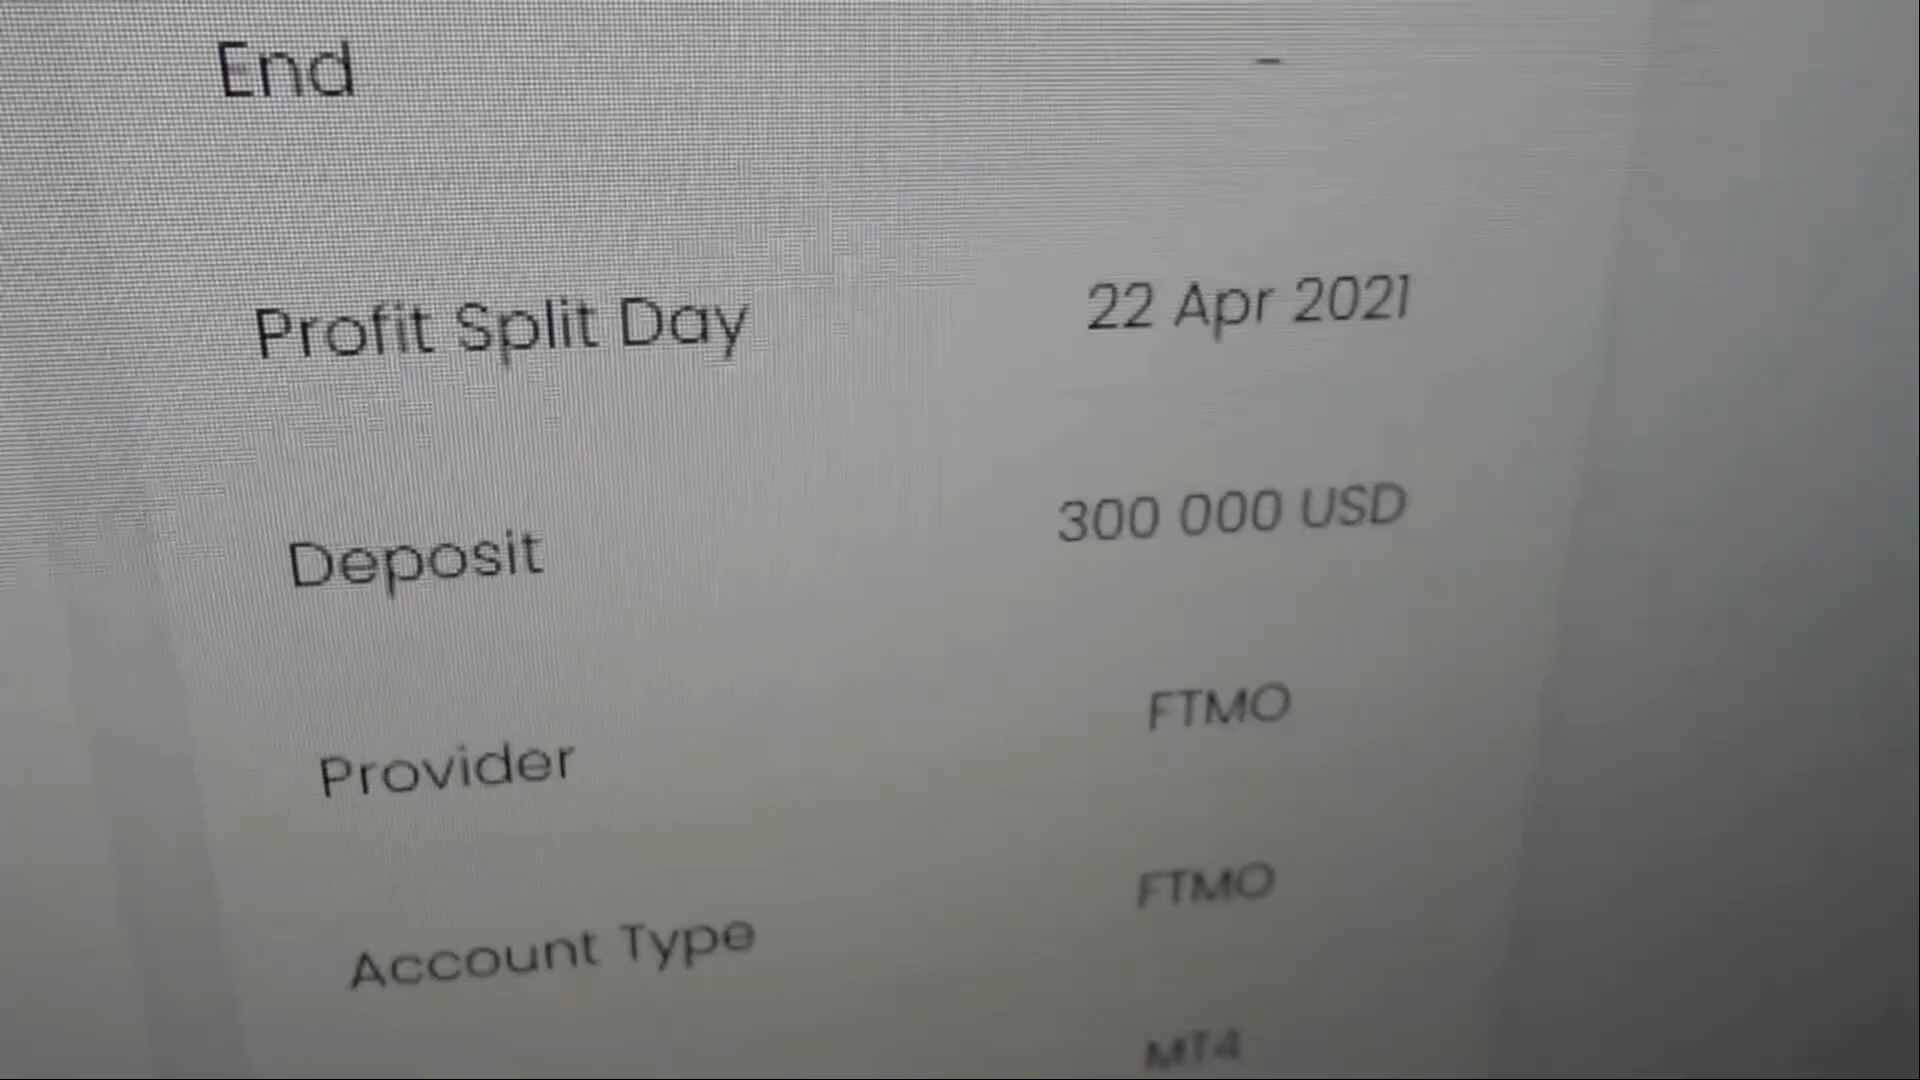 End -
Profit Split Day 22 Apr 2021
Deposit 300 000 USD
Provider FTMO
Account Type FTMO
MT4